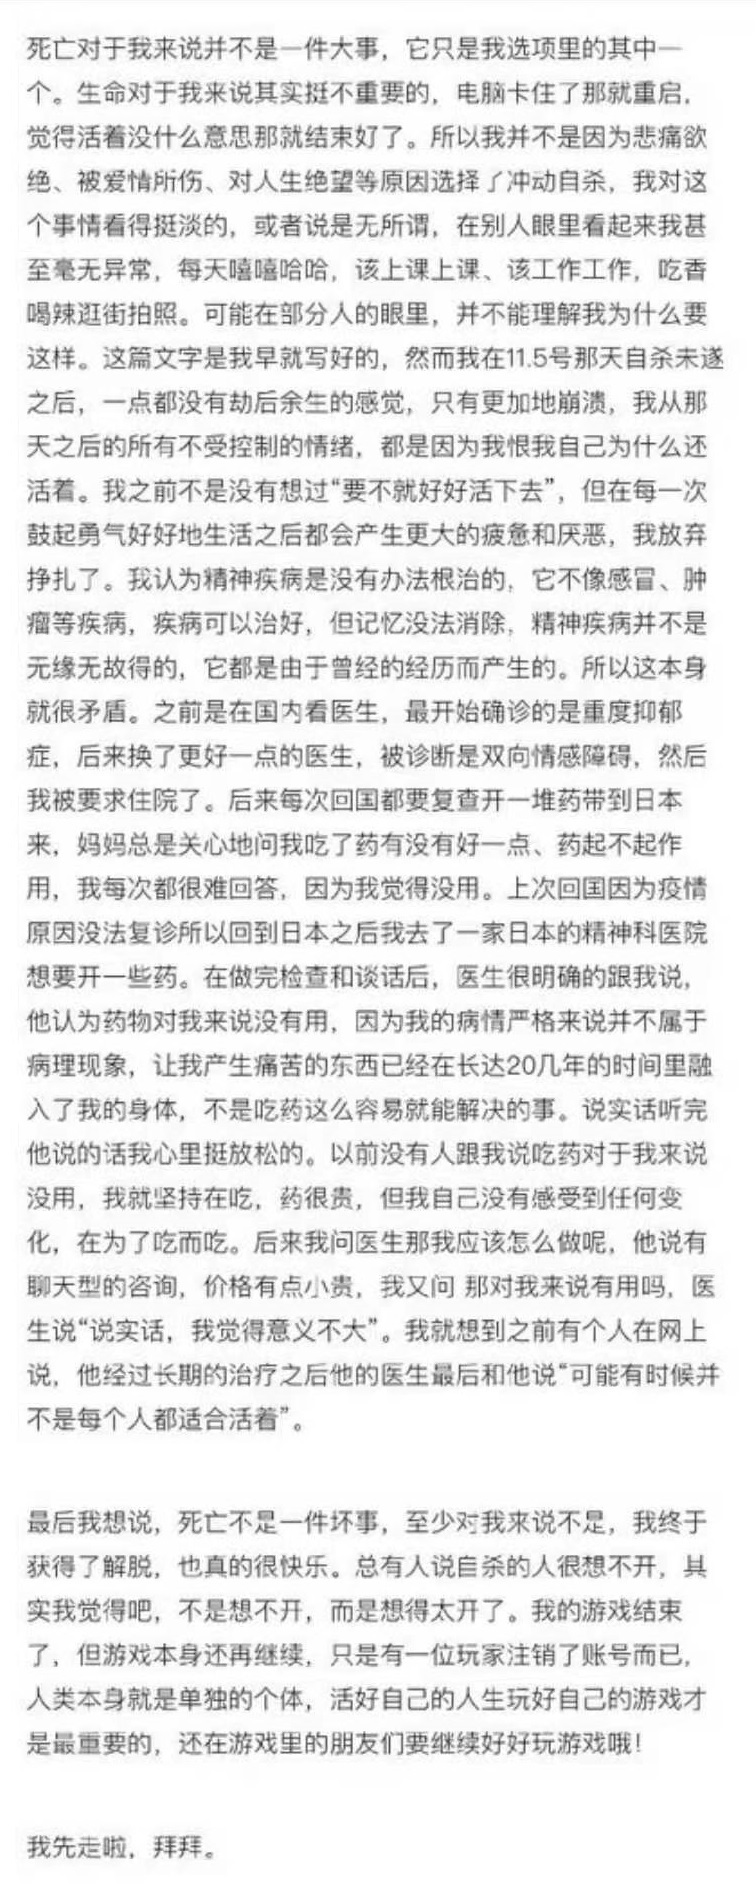 死亡对于我来说并不是一件大事，它只是我选项里的其中一
个。生命对于我来说其实挺不重要的，电脑卡住了那就重启，
觉得活着没什么意思那就结束好了。所以我并不是因为悲痛欲
绝、被爱情所伤、对人生绝望等原因选择了冲动自杀，我对这
个事情看得挺淡的，或者说是无所谓，在别人眼里看起来我甚
至毫无异常，每天嘻嘻哈哈，该上课上课、该工作工作，吃香
喝辣逛街拍照。可能在部分人的眼里，并不能理解我为什么要
这样。这篇文字是我早就写好的，然而我在11.5号那天自杀未遂
之后，一点都没有劫后余生的感觉，只有更加地崩溃，我从那
天之后的所有不受控制的情绪，都是因为我恨我自己为什么还
活着。我之前不是没有想过“要不就好好活下去”，但在每一次
鼓起勇气好好地生活之后都会产生更大的疲惫和厌恶，我放弃
挣扎了。我认为精神疾病是没有办法根治的，它不像感冒、肿
瘤等疾病，疾病可以治好，但记忆没法消除，精神疾病并不是
无缘无故得的，它都是由于曾经的经历而产生的。所以这本身
就很矛盾。之前是在国内看医生，最开始确诊的是重度抑郁
症，后来换了更好一点的医生，被诊断是双向情感障碍，然后
我被要求住院了。后来每次回国都要复查开一堆药带到日本
来，妈妈总是关心地问我吃了药有没有好一点、药起不起作
用，我每次都很难回答，因为我觉得没用。上次回国因为疫情
原因没法复诊所以回到日本之后我去了一家日本的精神科医院
想要开一些药。在做完检查和谈话后，医生很明确的跟我说，
他认为药物对我来说没有用，因为我的病情严格来说并不属于
病理现象，让我产生痛苦的东西已经在长达20几年的时间里融
入了我的身体，不是吃药这么容易就能解决的事。说实话听完
他说的话我心里挺放松的。以前没有人跟我说吃药对于我来说
没用，我就坚持在吃，药很贵，但我自己没有感受到任何变
化，在为了吃而吃。后来我问医生那我应该怎么做呢，他说有
聊天型的咨询，价格有点小贵，我又问 那对我来说有用吗，医
生说“说实话，我觉得意义不大”。我就想到之前有个人在网上
说，他经过长期的治疗之后他的医生最后和他说“可能有时候并
不是每个人都适合活着”。
最后我想说，死亡不是一件坏事，至少对我来说不是，我终于
获得了解脱，也真的很快乐。总有人说自杀的人很想不开，其
实我觉得吧，不是想不开，而是想得太开了。我的游戏结束
了，但游戏本身还再继续，只是有一位玩家注销了账号而已，
人类本身就是单独的个体，活好自己的人生玩好自己的游戏才
是最重要的，还在游戏里的朋友们要继续好好玩游戏哦！
我先走啦，拜拜。